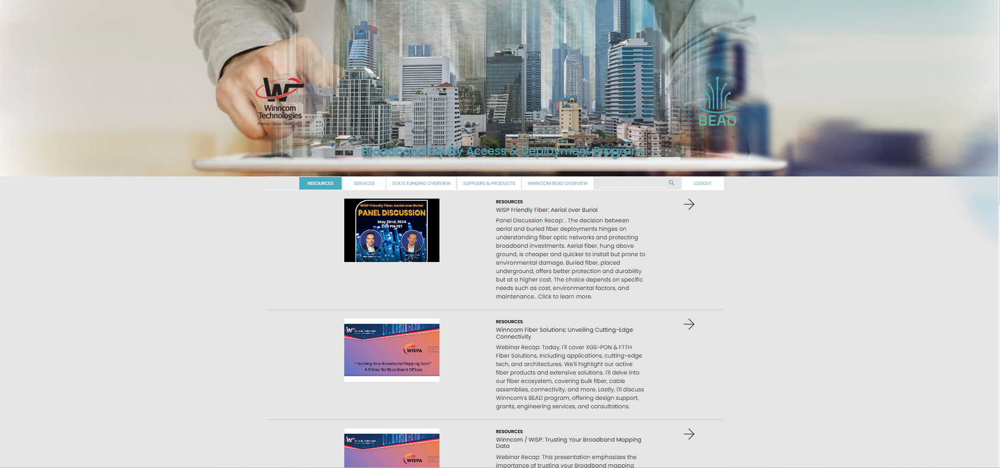 Winncom
Technologies
Premier Global Distribution
BEAD
Broadband Equity Access & Deployment Program
RESOURCES
SERVICES
STATE FUNDING OVERVIEW
SUPPLIERS & PRODUCTS
WINNCOM BEAD OVERVIEW
LOGOUT
WISP Friendly Fiber: Aerial over Burial
PANEL DISCUSSION
May 22nd, 2024
2:00 PM EST
RESOURCES
WISP Friendly Fiber: Aerial over Burial
Panel Discussion Recap: . The decision between
aerial and buried fiber deployments hinges on
understanding fiber optic networks and protecting
broadband investments. Aerial fiber, hung above
ground, is cheaper and quicker to install but prone to
environmental damage. Buried fiber, placed
underground, offers better protection and durability
but at a higher cost. The choice depends on specific
needs such as cost, environmental factors, and
maintenance.. Click to learn more.
Winncom Technologies
WISPA
"Trusting Your Broadband Mapping Data"
A Primer for Broadband Offices
RESOURCES
Winncom Fiber Solutions: Unveiling Cutting-Edge
Connectivity
Webinar Recap: Today, I'll cover XGS-PON & FTTH
Fiber Solutions, including applications, cutting-edge
tech, and architectures. We'll highlight our active
fiber products and extensive solutions. I'll delve into
our fiber ecosystem, covering bulk fiber, cable
assemblies, connectivity, and more. Lastly, I'll discuss
Winncom's BEAD program, offering design support,
grants, engineering services, and consultations.
Winncom Technologies
WISPA
RESOURCES
Winncom / WISP: Trusting Your Broadband Mapping
Data
Webinar Recap: This presentation emphasizes the
importance of trusting your Broadband mapping